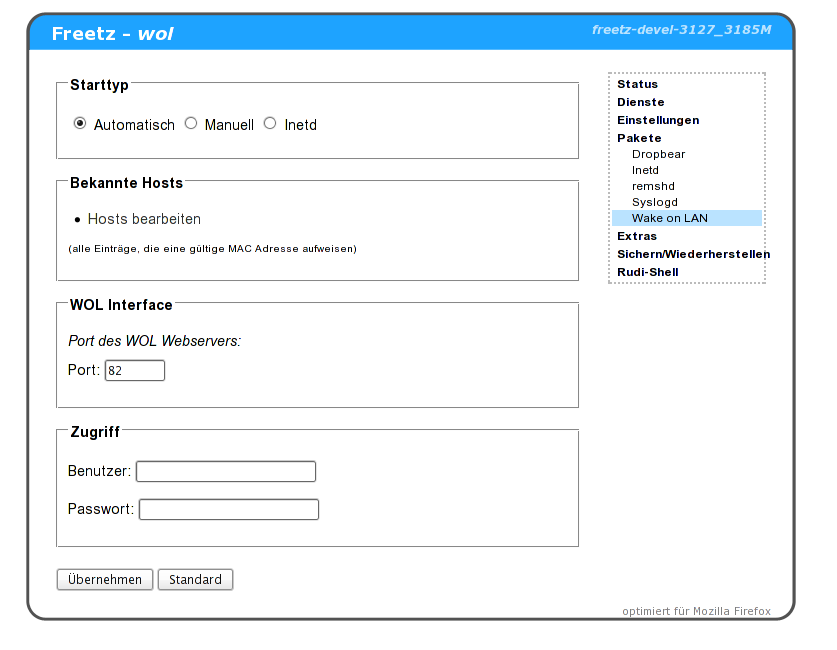 Freetz – wol
freetz-devel-3127_3185M
Starttyp
Automatisch Manuell Inetd
Bekannte Hosts
Hosts bearbeiten
(alle Einträge, die eine gültige MAC Adresse aufweisen)
WOL Interface
Port des WOL Webservers:
Port: 82
Zugriff
Benutzer:
Passwort:
Übernehmen Standard
Status
Dienste
Einstellungen
Pakete
Dropbear
Inetd
remshd
Syslogd
Wake on LAN
Extras
Sichern/Wiederherstellen
Rudi-Shell
optimiert für Mozilla Firefox